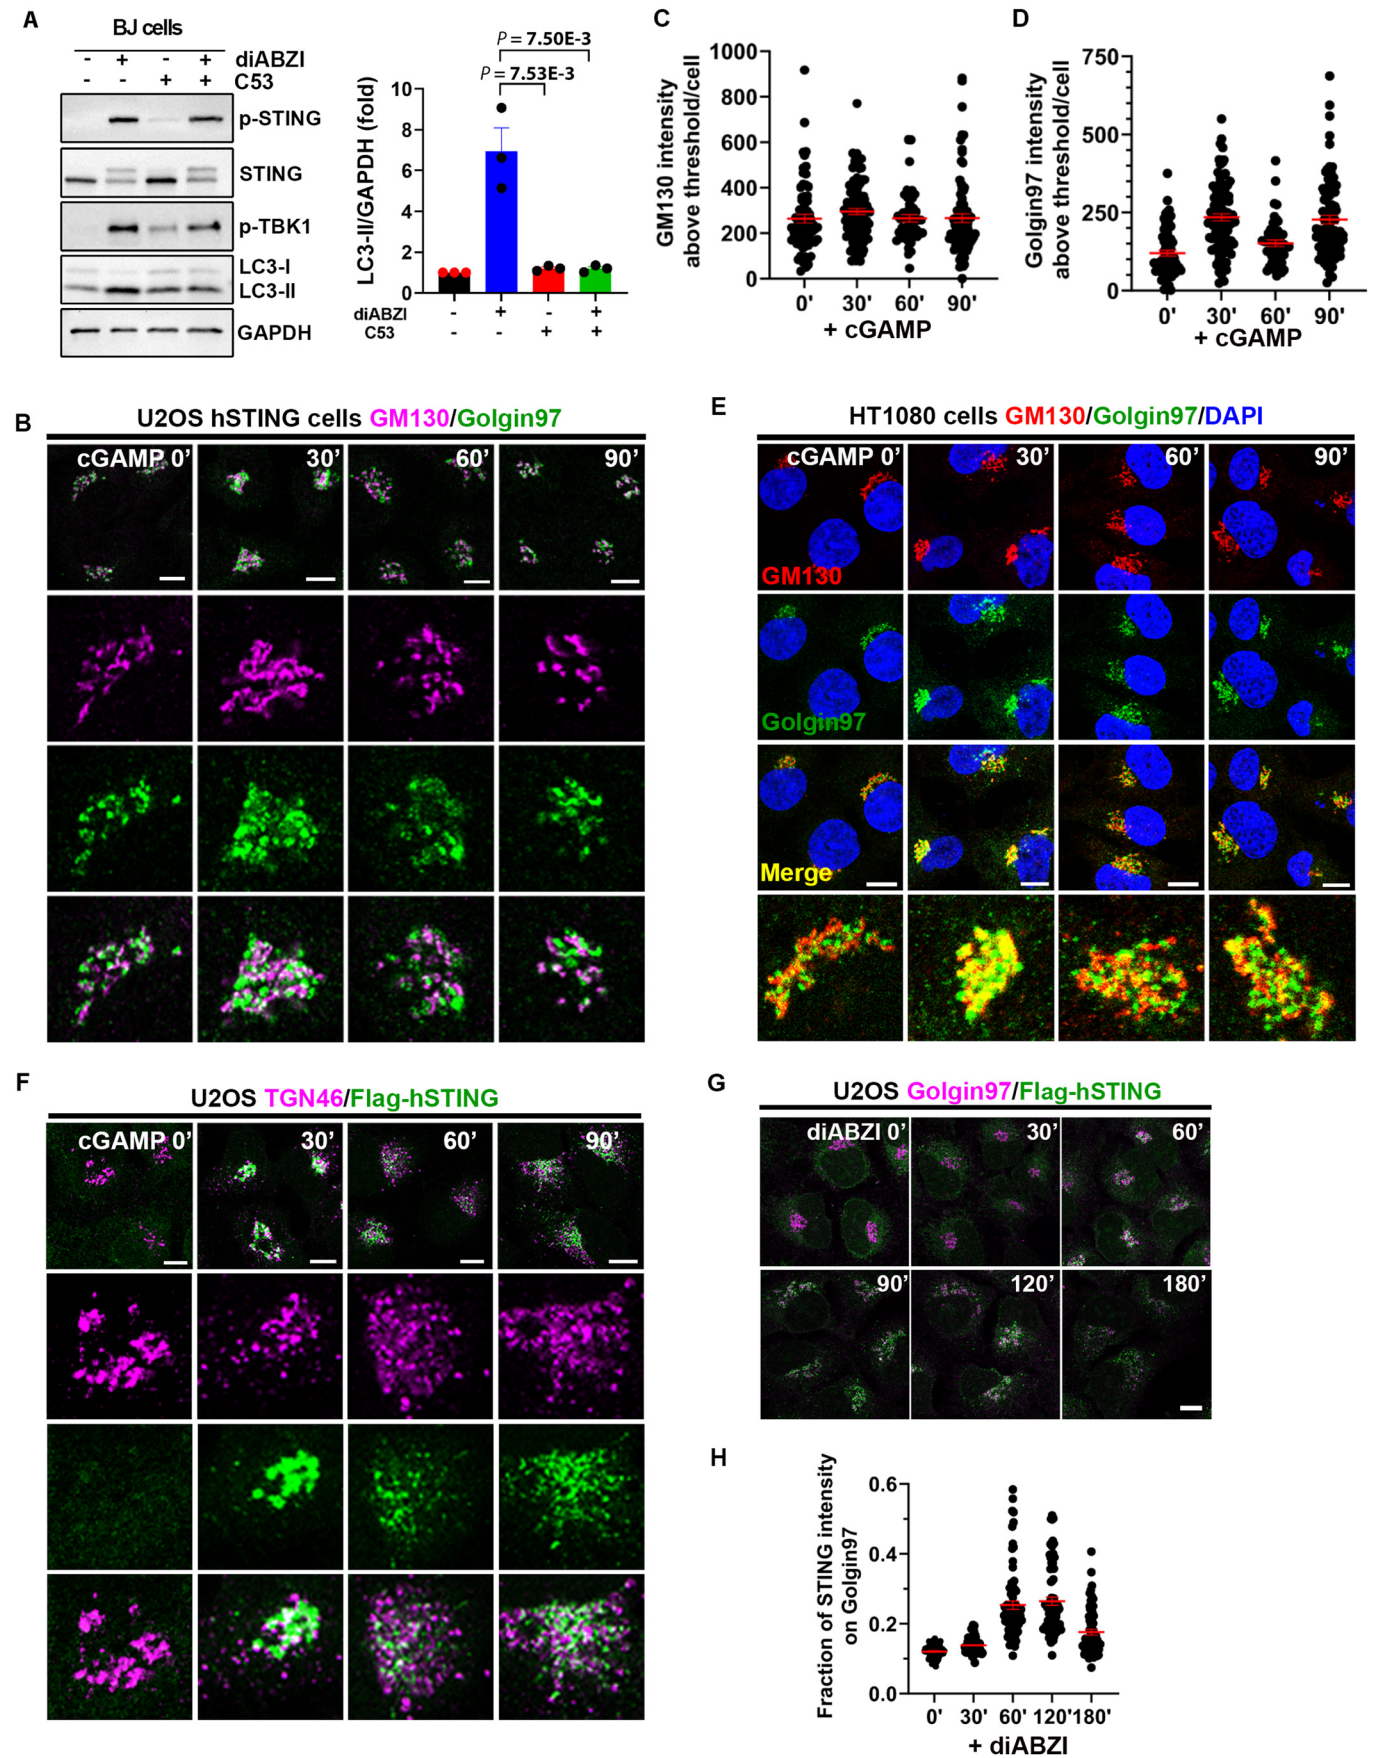 A
BJ cells
- + - + diABZI
- - + + C53
p-STING
STING
p-TBK1
LC3-I
LC3-II
GAPDH
P = 7.50E-3
P = 7.53E-3
LC3-II/GAPDH (fold)
10
8
6
4
2
0
diABZI - + - +
C53 - - + +
C
GM130 intensity
above threshold/cell
1000
800
600
400
200
0
0' 30' 60' 90'
+ cGAMP
D
Golgin97 intensity
above threshold/cell
750
500
250
0
0' 30' 60' 90'
+ cGAMP
B
U2OS hSTING cells GM130/Golgin97
cGAMP 0’ 30’ 60’ 90’
E
HT1080 cells GM130/Golgin97/DAPI
cGAMP 0’ 30’ 60’ 90’
GM130
Golgin97
Merge
F
U2OS TGN46/Flag-hSTING
cGAMP 0’ 30’ 60’ 90’
G
U2OS Golgin97/Flag-hSTING
diABZI 0’ 30’ 60’
90’ 120’ 180’
H
Fraction of STING intensity
on Golgin97
0.6
0.4
0.2
0.0
0' 30' 60' 120' 180'
+ diABZI